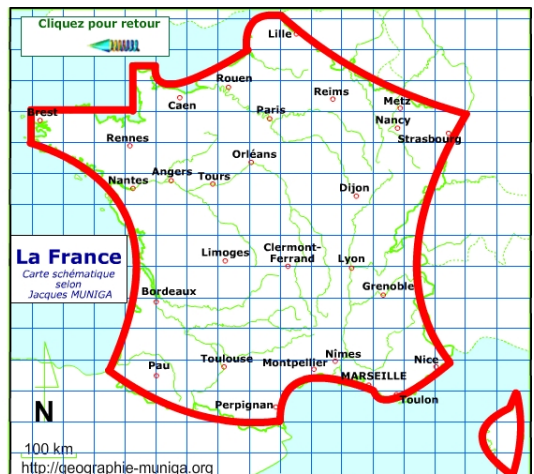 Cliquez pour retour
Lille
Rouen
Reims
Caen
Paris
Metz
Brest
Nancy
Rennes
Strasbourg
Orléans
Angers
Tours
Nantes
Dijon
La France
Carte schématique
selon
Jacques MUNIGA
Limoges
Clermont-
Ferrand
Lyon
Bordeaux
Grenoble
Pau
Toulouse
Montpellier
Nimes
Nice
MARSEILLE
Toulon
Perpignan
N
100 km
http://geographie-muniga.org